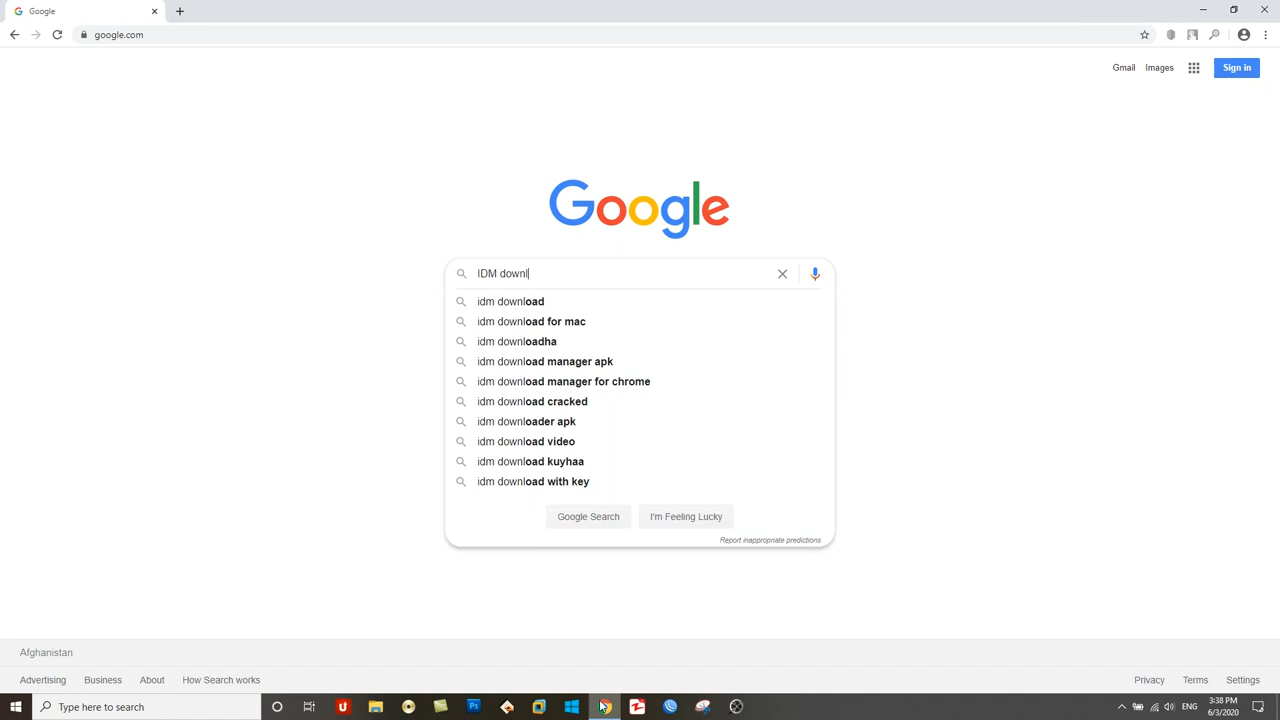 Google
google.com
Gmail Images Sign in
Google
IDM downl
idm download
idm download for mac
idm downloadha
idm download manager apk
idm download manager for chrome
idm download cracked
idm downloader apk
idm download video
idm download kuyhaa
idm download with key
Google Search I'm Feeling Lucky
Report inappropriate predictions
Afghanistan
Advertising Business About How Search works Privacy Terms Settings
Type here to search
Ps
ENG
3:38 PM
6/3/2020